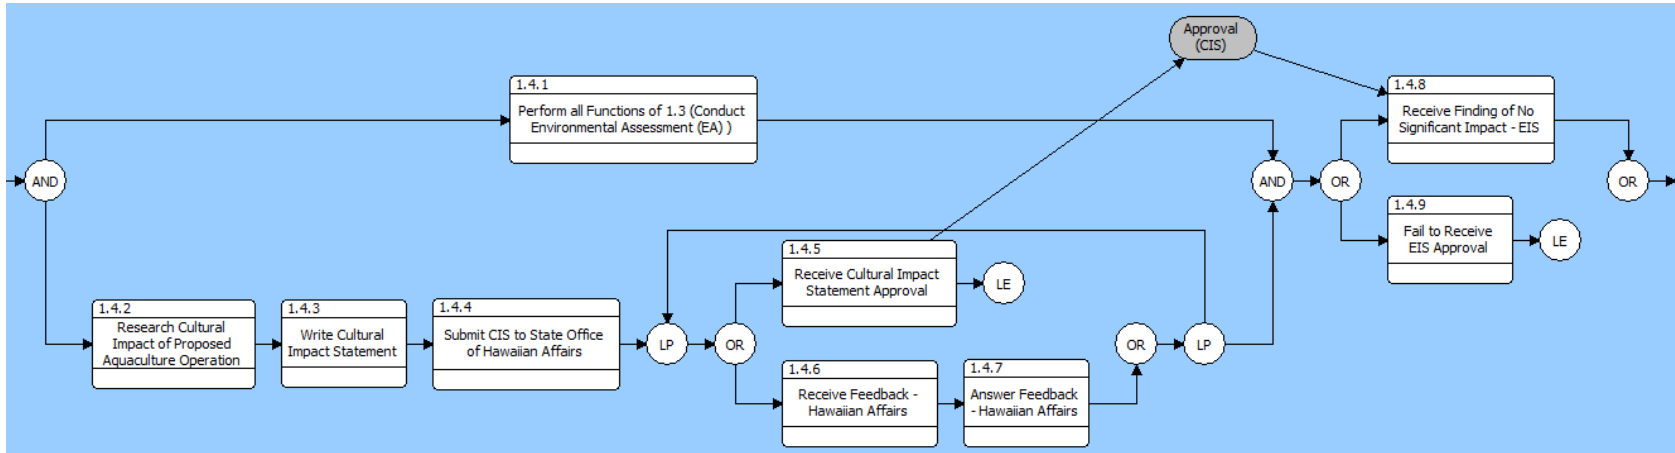 Approval
(CIS)
1.4.1
Perform all Functions of 1.3 (Conduct
Environmental Assessment (EA) )
1.4.8
Receive Finding of No
Significant Impact - EIS
AND
AND
OR
OR
1.4.9
Fail to Receive
EIS Approval
LE
1.4.5
Receive Cultural Impact
Statement Approval
LE
1.4.2
Research Cultural
Impact of Proposed
Aquaculture Operation
1.4.3
Write Cultural
Impact Statement
1.4.4
Submit CIS to State Office
of Hawaiian Affairs
LP
OR
OR
LP
1.4.6
Receive Feedback -
Hawaiian Affairs
1.4.7
Answer Feedback
- Hawaiian Affairs